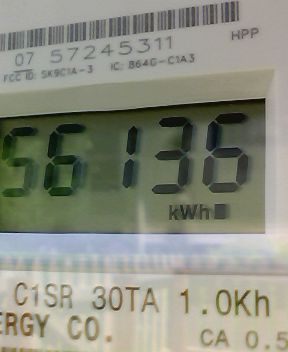 07 57245311
HPP
FCC ID: SK9C1A-3 IC: 864G-C1A3
56136
kWh
C1SR 30TA 1.0Kh
ERGY CO.
CA 0.5